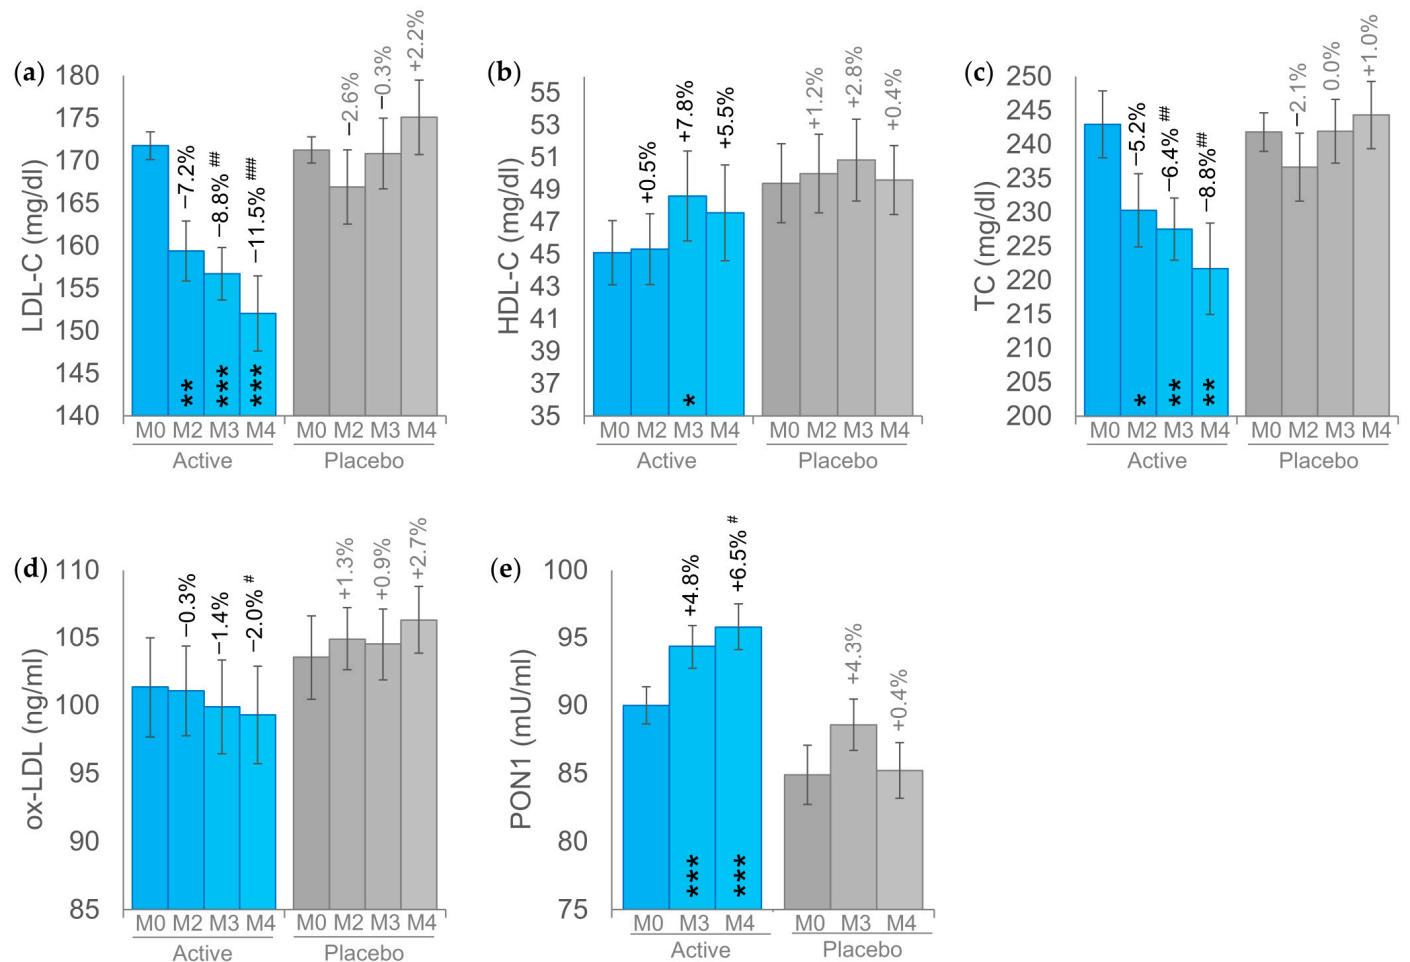 (a)
LDL-C (mg/dl)
180
175
170
165
160
155
150
145
140
−7.2%
−8.8% ##
−11.5% ###
−2.6%
−0.3%
+2.2%
**
***
***
M0 M2 M3 M4
M0 M2 M3 M4
Active
Placebo
(b)
HDL-C (mg/dl)
55
53
51
49
47
45
43
41
39
37
35
+0.5%
+7.8%
+5.5%
+1.2%
+2.8%
+0.4%
*
M0 M2 M3 M4
M0 M2 M3 M4
Active
Placebo
(c)
TC (mg/dl)
250
245
240
235
230
225
220
215
210
205
200
−5.2%
−6.4% ##
−8.8%##
−2.1%
0.0%
+1.0%
*
**
**
M0 M2 M3 M4
M0 M2 M3 M4
Active
Placebo
(d)
ox-LDL (ng/ml)
110
105
100
95
90
85
−0.3%
−1.4%
−2.0% #
+1.3%
+0.9%
+2.7%
M0 M2 M3 M4
M0 M2 M3 M4
Active
Placebo
(e)
PON1 (mU/ml)
100
95
90
85
80
75
+4.8%
+6.5% #
+4.3%
+0.4%
***
***
M0 M3 M4
M0 M3 M4
Active
Placebo